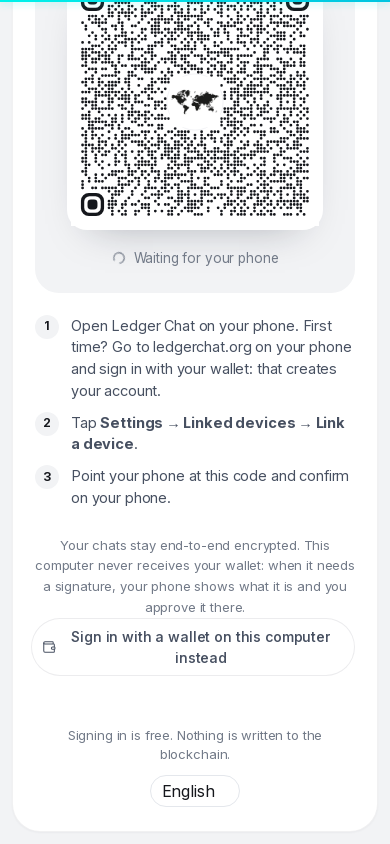 Waiting for your phone
1
Open Ledger Chat on your phone. First
time? Go to ledgerchat.org on your phone
and sign in with your wallet: that creates
your account.
2
Tap Settings → Linked devices → Link
a device.
3
Point your phone at this code and confirm
on your phone.
Your chats stay end-to-end encrypted. This
computer never receives your wallet: when it needs
a signature, your phone shows what it is and you
approve it there.
Sign in with a wallet on this computer
instead
Signing in is free. Nothing is written to the
blockchain.
English